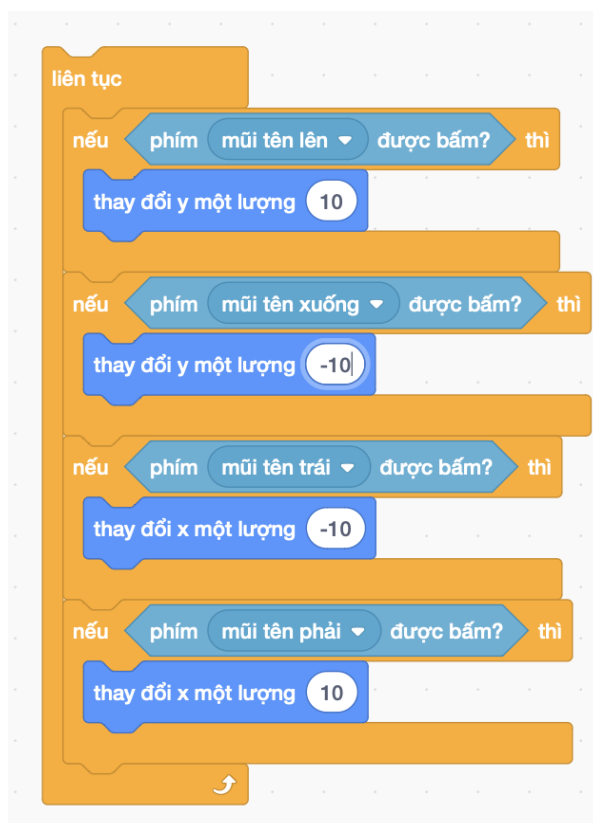 liên tục
nếu phím mũi tên lên được bấm? thì
thay đổi y một lượng 10
nếu phím mũi tên xuống được bấm? thì
thay đổi y một lượng -10
nếu phím mũi tên trái được bấm? thì
thay đổi x một lượng -10
nếu phím mũi tên phải được bấm? thì
thay đổi x một lượng 10